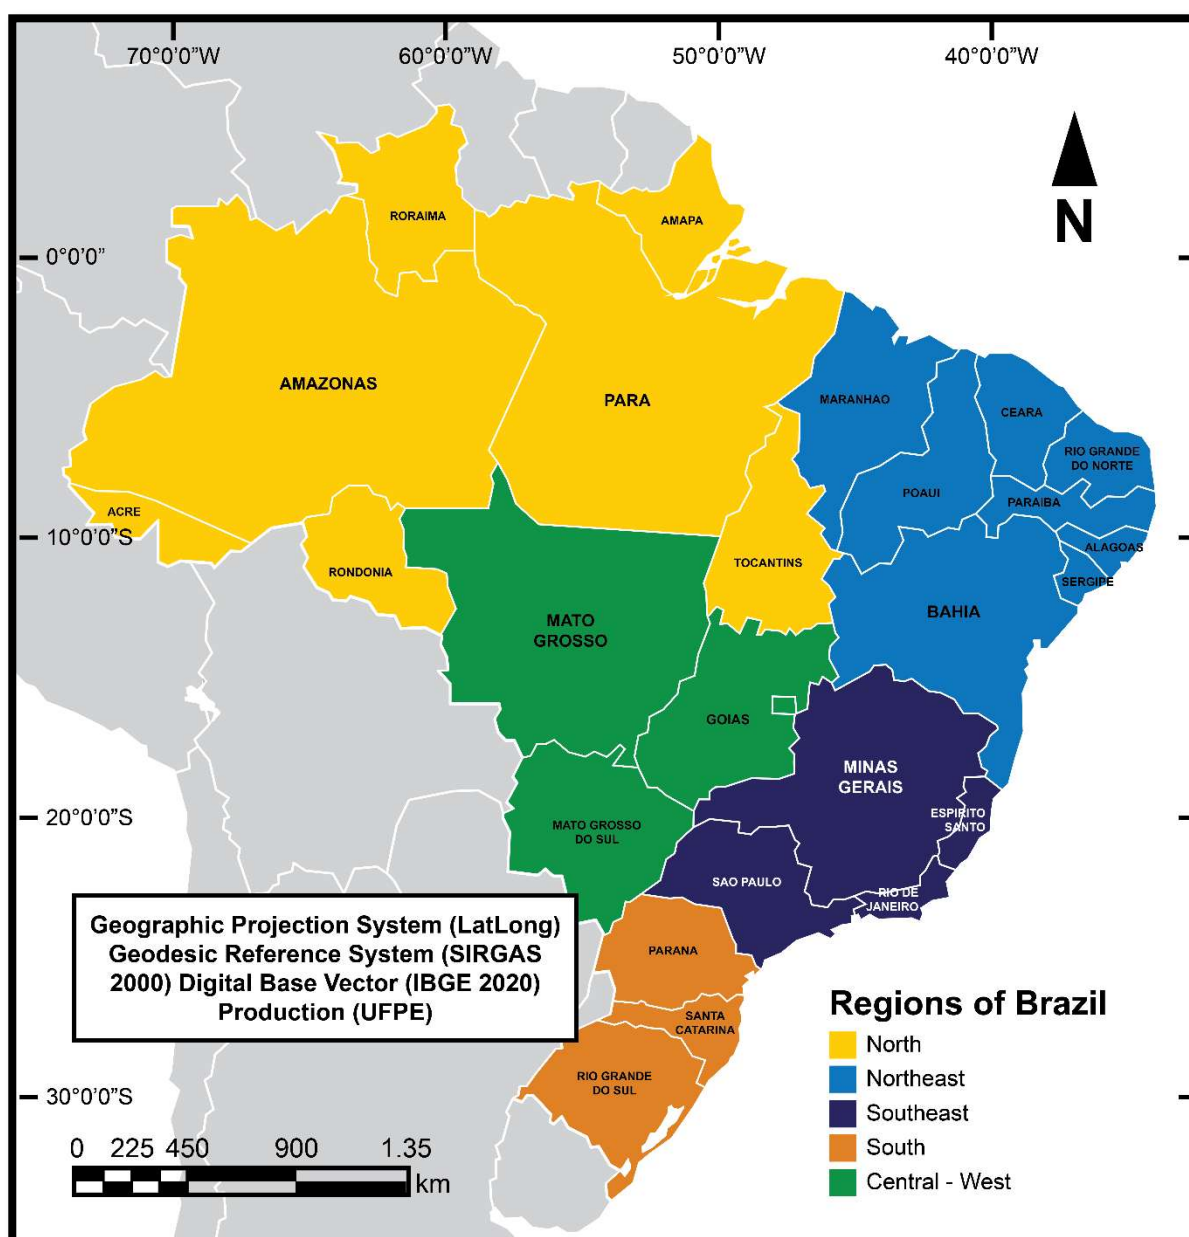 70°0'0"W 60°0'0"W 50°0'0"W 40°0'0"W
N
0°0'0"
10°0'0"S
20°0'0"S
30°0'0"S
RORAIMA
AMAPA
AMAZONAS
PARA
MARANHAO
CEARA
RIO GRANDE
DO NORTE
POAUI
PARAIBA
ACRE
RONDONIA
TOCANTINS
ALAGOAS
SERGIPE
BAHIA
MATO
GROSSO
GOIAS
MINAS
GERAIS
ESPIRITO
SANTO
MATO GROSSO
DO SUL
SAO PAULO
RIO DE
JANEIRO
PARANA
SANTA
CATARINA
RIO GRANDE
DO SUL
Geographic Projection System (LatLong)
Geodesic Reference System (SIRGAS
2000) Digital Base Vector (IBGE 2020)
Production (UFPE)
Regions of Brazil
North
Northeast
Southeast
South
Central - West
0 225 450 900 1.35
km